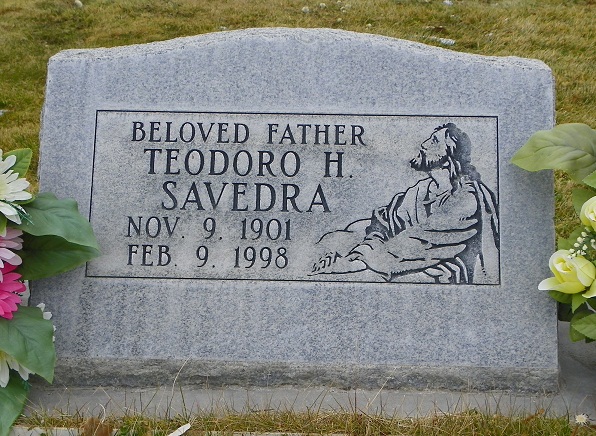 BELOVED FATHER
TEODORO H.
SAVEDRA
NOV. 9, 1901
FEB. 9, 1998